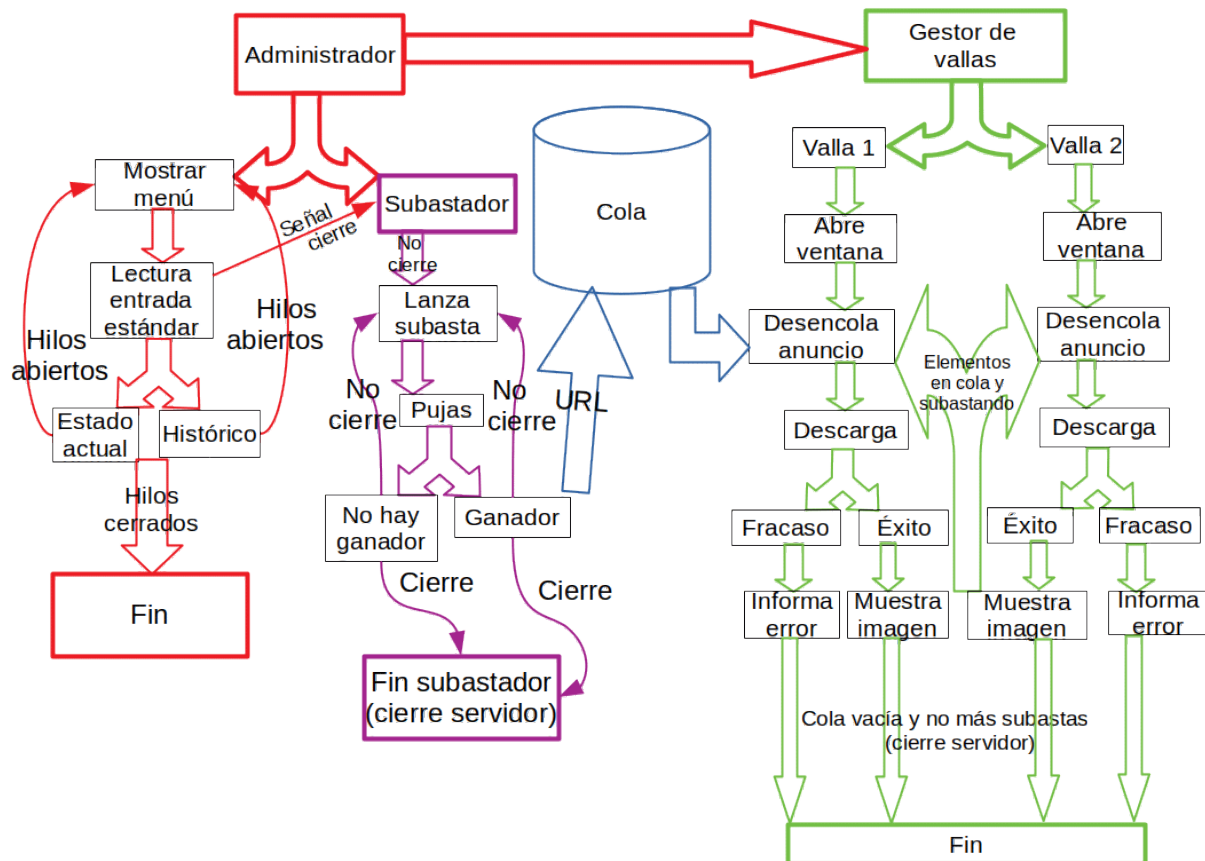 Administrador
Gestor de
vallas
Valla 1
Valla 2
Mostrar
menú
Señal
cierre
Subastador
Cola
Abre
ventana
Abre
ventana
No
cierre
Lectura
entrada
estándar
Lanza
subasta
Hilos
abiertos
Hilos
abiertos
Desencola
anuncio
Elementos
en cola y
subastando
Desencola
anuncio
No
cierre
No
cierre
Pujas
URL
Estado
actual
Histórico
Descarga
Descarga
Hilos
cerrados
No hay
ganador
Ganador
Fracaso
Éxito
Éxito
Fracaso
Cierre
Cierre
Fin
Informa
error
Muestra
imagen
Muestra
imagen
Informa
error
Fin subastador
(cierre servidor)
Cola vacía y no más subastas
(cierre servidor)
Fin